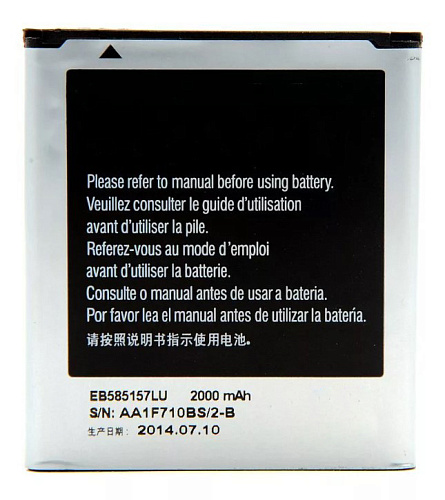 Please refer to manual before using battery.
Veuillez consulter le guide d'utilisation
avant d'utiliser la pile.
Referez-vous au mode d'emploi
avant d'utiliser la batterie.
Consulte o manual antes de usar a bateria.
Por favor lea el manual antes de utilizar la batería.
请按照说明书指示使用电池。
EB585157LU 2000 mAh
S/N: AA1F710BS/2-B
生产日期: 2014.07.10